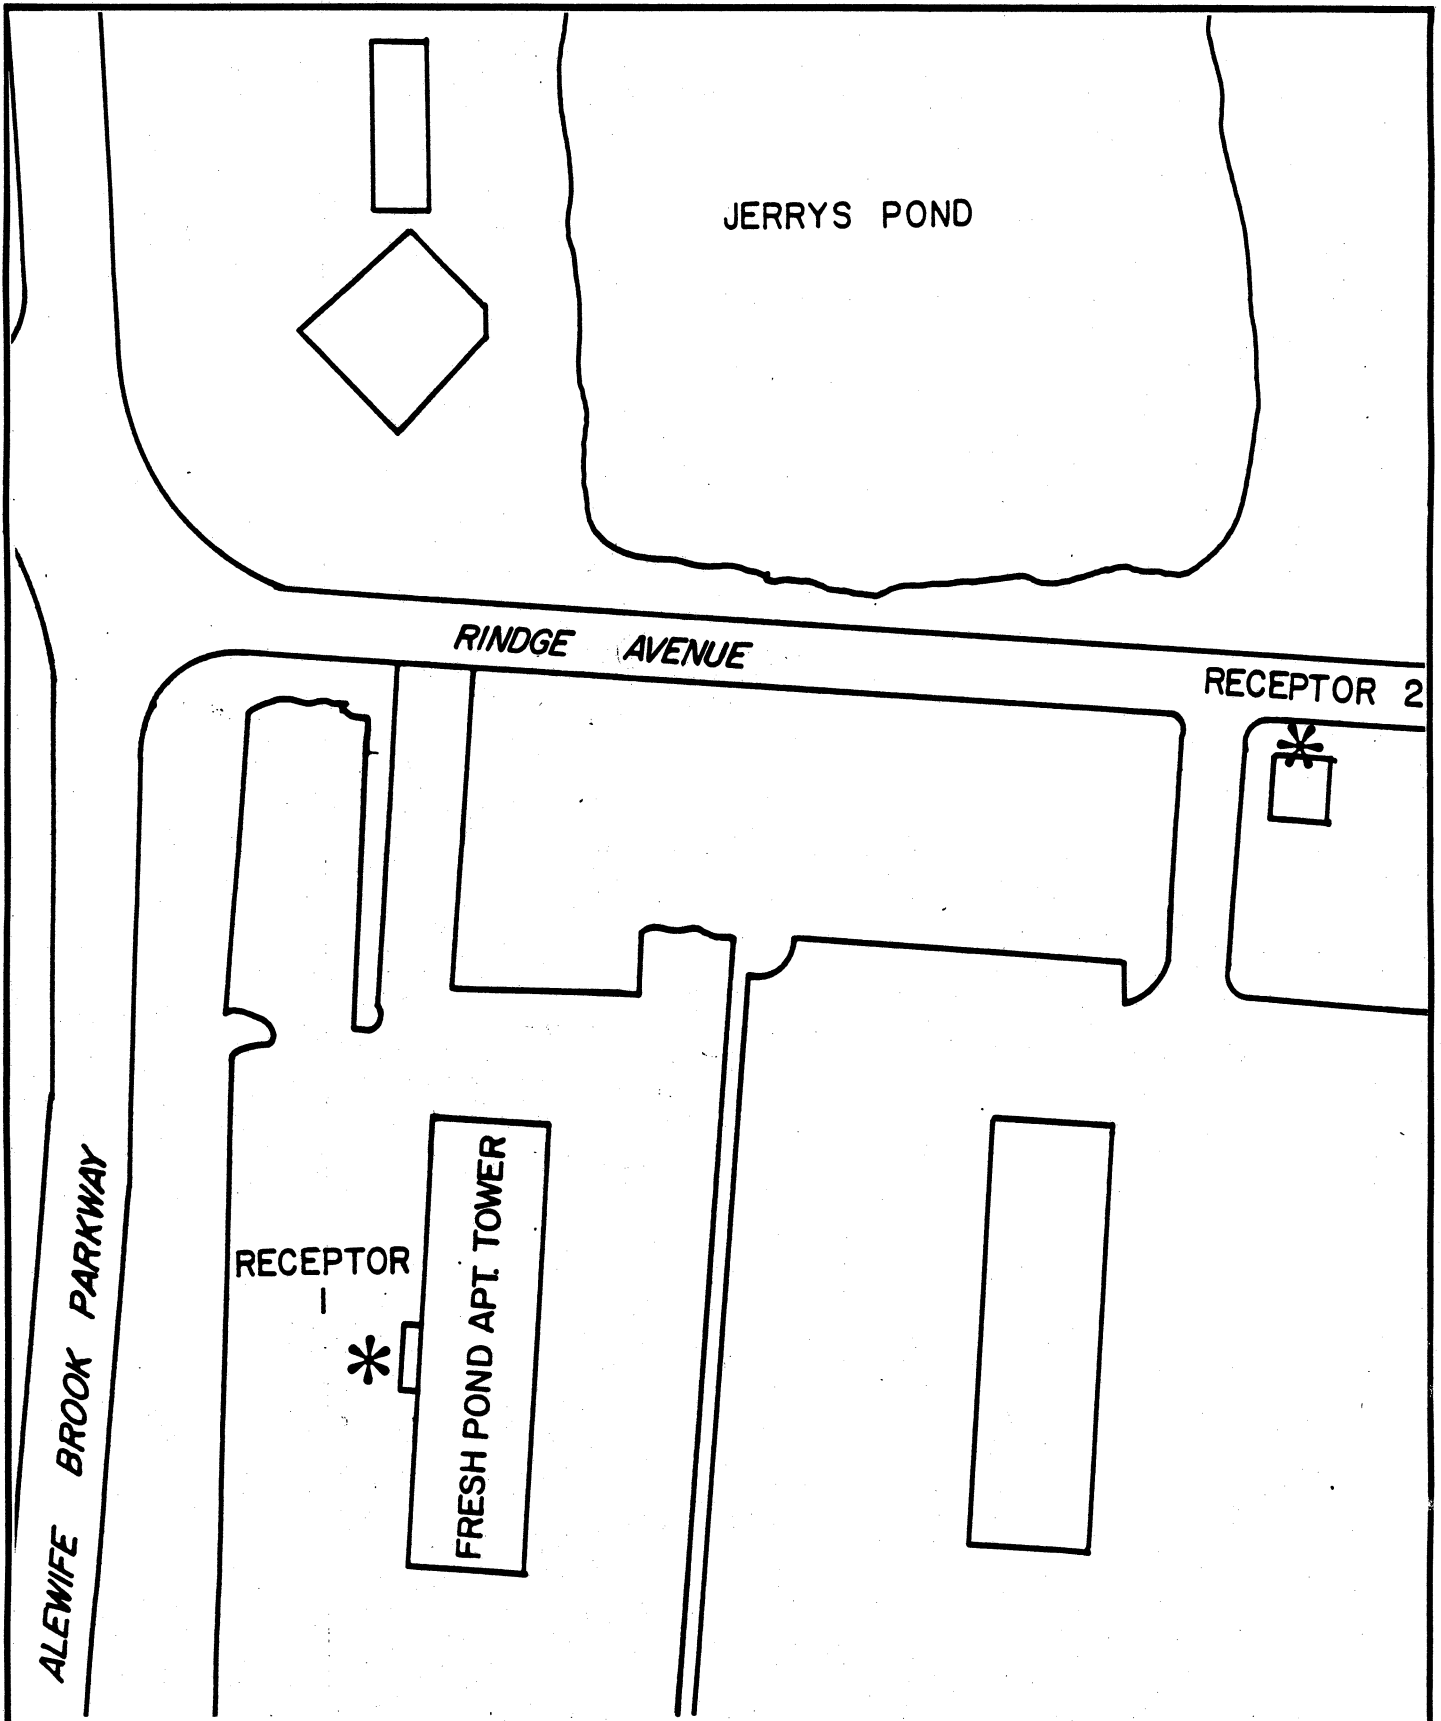 JERRYS POND
RINDGE AVENUE
RECEPTOR 2
RECEPTOR
1
FRESH POND APT. TOWER
ALEWIFE BROOK PARKWAY